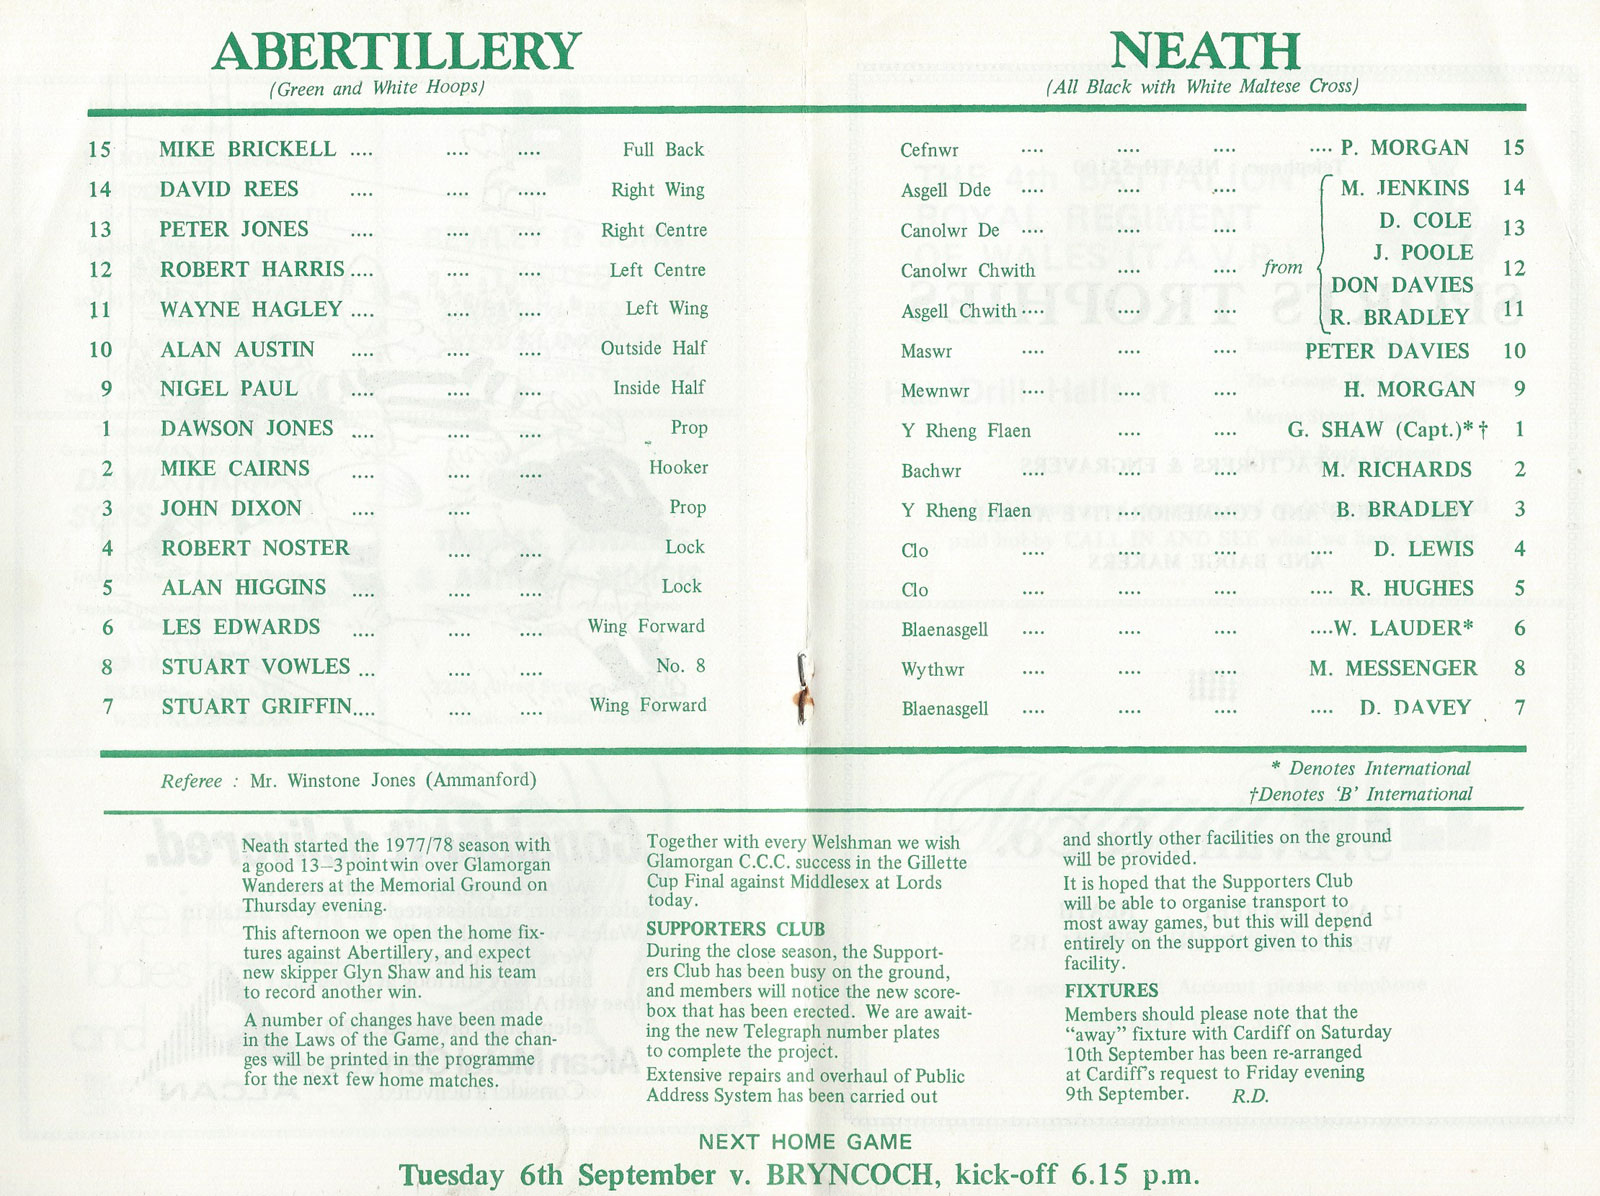 ABERTILLERY
(Green and White Hoops)
15 MIKE BRICKELL .... .... .... Full Back
14 DAVID REES .... .... ..... Right Wing
13 PETER JONES .... .... .... Right Centre
12 ROBERT HARRIS .... .... .... Left Centre
11 WAYNE HAGLEY .... .... .... Left Wing
10 ALAN AUSTIN .... .... .... Outside Half
9 NIGEL PAUL .... .... .... Inside Half
1 DAWSON JONES .... .... .... Prop
2 MIKE CAIRNS .... .... .... Hooker
3 JOHN DIXON .... .... .... Prop
4 ROBERT NOSTER .... .... Lock
5 ALAN HIGGINS .... .... .... Lock
6 LES EDWARDS .... .... .... Wing Forward
8 STUART VOWLES ... .... .... No. 8
7 STUART GRIFFIN.... .... .... Wing Forward
Referee : Mr. Winstone Jones (Ammanford)
NEATH
(All Black with White Maltese Cross)
Cefnwr .... .... .... .... P. MORGAN 15
Asgell Dde .... .... .... M. JENKINS 14
D. COLE
Canolwr De .... .... .... 13
J. POOLE
Canolwr Chwith .... .... from 12
DON DAVIES
Asgell Chwith .... .... .... R. BRADLEY 11
Maswr .... .... .... PETER DAVIES 10
Mewnwr .... .... .... H. MORGAN 9
Y Rheng Flaen .... .... G. SHAW (Capt.)* † 1
Bachwr .... .... .... M. RICHARDS 2
Y Rheng Flaen .... .... B. BRADLEY 3
Clo .... .... .... .... D. LEWIS 4
Clo .... .... .... .... R. HUGHES 5
Blaenasgell .... .... .... ....W. LAUDER* 6
Wythwr .... .... .... M. MESSENGER 8
Blaenasgell .... .... .... .... D. DAVEY 7
* Denotes International
†Denotes 'B' International
Neath started the 1977/78 season with
a good 13—3 point win over Glamorgan
Wanderers at the Memorial Ground on
Thursday evening.
This afternoon we open the home fix-
tures against Abertillery, and expect
new skipper Glyn Shaw and his team
to record another win.
A number of changes have been made
in the Laws of the Game, and the chan-
ges will be printed in the programme
for the next few home matches.
Together with every Welshman we wish
Glamorgan C.C.C. success in the Gillette
Cup Final against Middlesex at Lords
today.
SUPPORTERS CLUB
During the close season, the Support-
ers Club has been busy on the ground,
and members will notice the new score-
box that has been erected. We are await-
ing the new Telegraph number plates
to complete the project.
Extensive repairs and overhaul of Public
Address System has been carried out
and shortly other facilities on the ground
will be provided.
It is hoped that the Supporters Club
will be able to organise transport to
most away games, but this will depend
entirely on the support given to this
facility.
FIXTURES
Members should please note that the
"away" fixture with Cardiff on Saturday
10th September has been re-arranged
at Cardiff's request to Friday evening
9th September. R.D.
NEXT HOME GAME
Tuesday 6th September v. BRYNCOCH, kick-off 6.15 p.m.